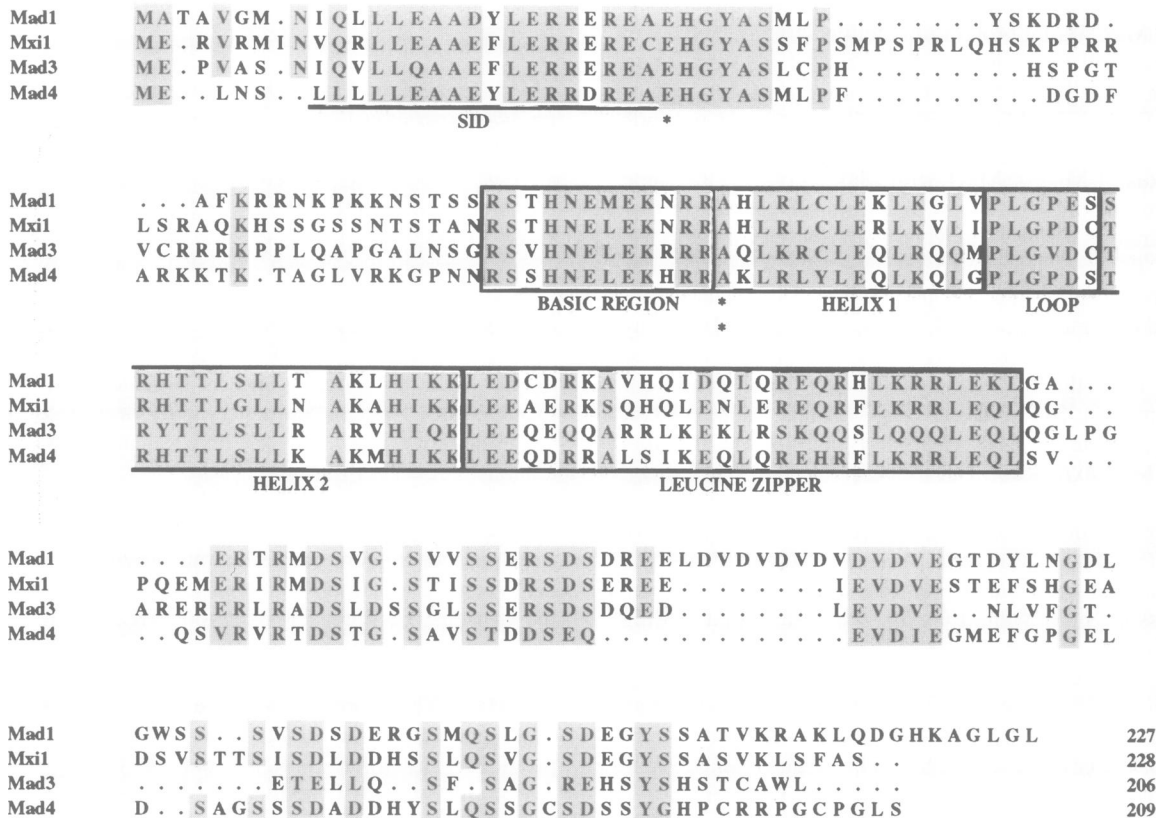 Mad1 MATAVGM.NIQLLLEAADYLERREREAEHGYASMLP........YSKDRD.
Mxi1 ME.RVRMINVQRLLEAAEFLERRERECEHGYASSFPSMPSPRLQHSKPPRR
Mad3 ME.PVAS.NIQVLLQAAEFLERREREAEHGYASLCPH.........HSPGT
Mad4 ME..LNS..LLLLLEAAEYLERRDREAEHGYASMLPF..........DGDF
SID *
Mad1 ...AFKRRNKPKKNSTSSRSTHNEMEKNRRAHLRLCLEKLKGLVPLGPESS
Mxi1 LSRAQKHSSGSSNTSTANRSTHNELEKNRRAHLRLCLERLKVLIPLGPDCT
Mad3 VCRRRKPPLQAPGALNSGRSVHNELEKRRRAQLKRCLEQLRQQMPLGVDCT
Mad4 ARKKTK.TAGLVRKGPNNRSSHNELEKHRRAKLRLYLEQLKQLGPLGPDST
BASIC REGION * HELIX 1 LOOP
*
Mad1 RHTTLSLLT AKLHIKKLEDCDRKAVHQIDQLQREQRHLKRRLEKLGA...
Mxi1 RHTTLGLLN AKAHIKKLEEAERKSQHQLENLEREQRFLKRRLEQLQG...
Mad3 RYTTLSLLR ARVHIQKLEEQEQQARRLKEKLRSKQQSLQQQLEQLQGLPG
Mad4 RHTTLSLLK AKMHIKKLEEQDRRALSIKEQLQREHRFLKRRLEQLSV...
HELIX 2 LEUCINE ZIPPER
Mad1 ....ERTRMDSVG.SVVSSERSDSDREELDVDVDVDVDVDVEGTDYLNGDL
Mxi1 PQEMERIRMDSIG.STISSDRSDSEREE........IEVDVESTEFSHGEA
Mad3 ARERERLRADSLDSSGLSSERSDSDQED........LEVDVE..NLVFGT.
Mad4 ..QSVRVRTDSTG.SAVSTDDSEQ............EVDIEGMEFGPGEL
Mad1 GWSS..SVSDSDERGSMQSLG.SDEGYSSATVKRAKLQDGHKAGLGL 227
Mxi1 DSVSTTSISDLDDHSSLQSVG.SDEGYSSASVKLSFAS.. 228
Mad3 .......ETELLQ..SF.SAG.REHSYSHSTCAWL..... 206
Mad4 D..SAGSSSDADDHYSLQSSGCSDSSYGHPCRRPGCPGLS 209